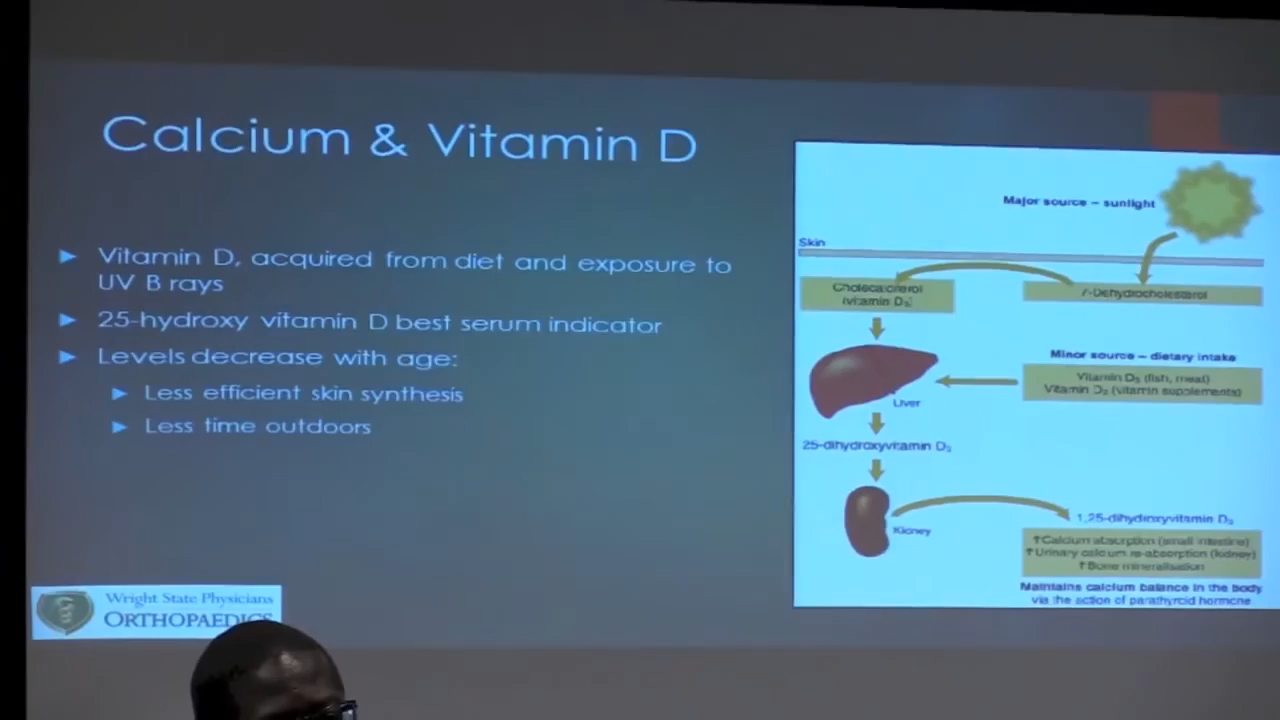 Calcium & Vitamin D
Vitamin D, acquired from diet and exposure to
UV B rays
25-hydroxy vitamin D best serum indicator
Levels decrease with age:
Less efficient skin synthesis
Less time outdoors
Wright State Physicians
ORTHOPAEDICS
Major source – sunlight
Skin
Cholecalciferol
(vitamin D₃)
7-Dehydrocholesterol
Minor source – dietary intake
Vitamin D₃ (fish, meat)
Vitamin D₂ (vitamin supplements)
Liver
25-dihydroxyvitamin D₃
Kidney
1,25-dihydroxyvitamin D₃
↑Calcium absorption (small intestine)
↑Urinary calcium re-absorption (kidney)
↑Bone mineralisation
Maintains calcium balance in the body
via the action of parathyroid hormone